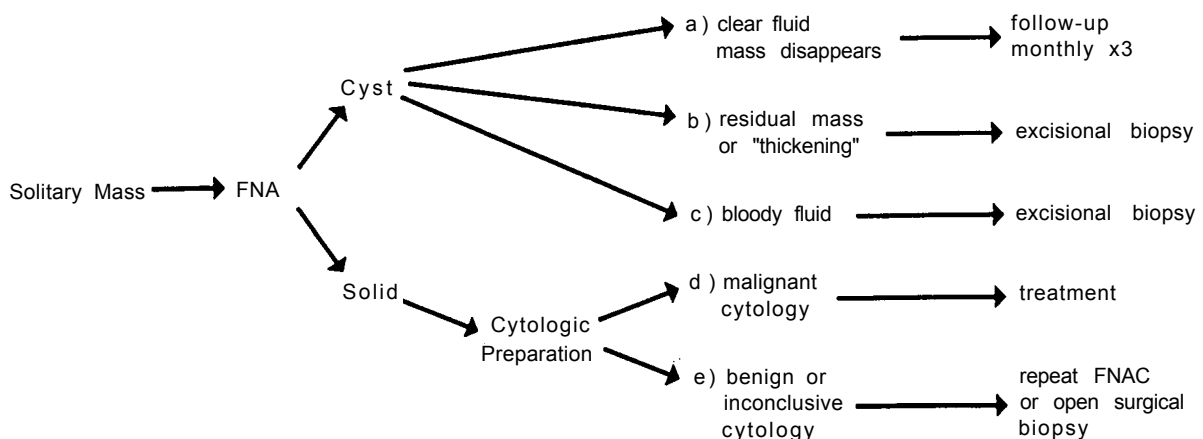 Solitary Mass
FNA
Cyst
a) clear fluid
mass disappears
follow-up
monthly x3
b) residual mass
or "thickening"
excisional biopsy
c) bloody fluid
excisional biopsy
Solid
Cytologic
Preparation
d) malignant
cytology
treatment
e) benign or
inconclusive
cytology
repeat FNAC
or open surgical
biopsy